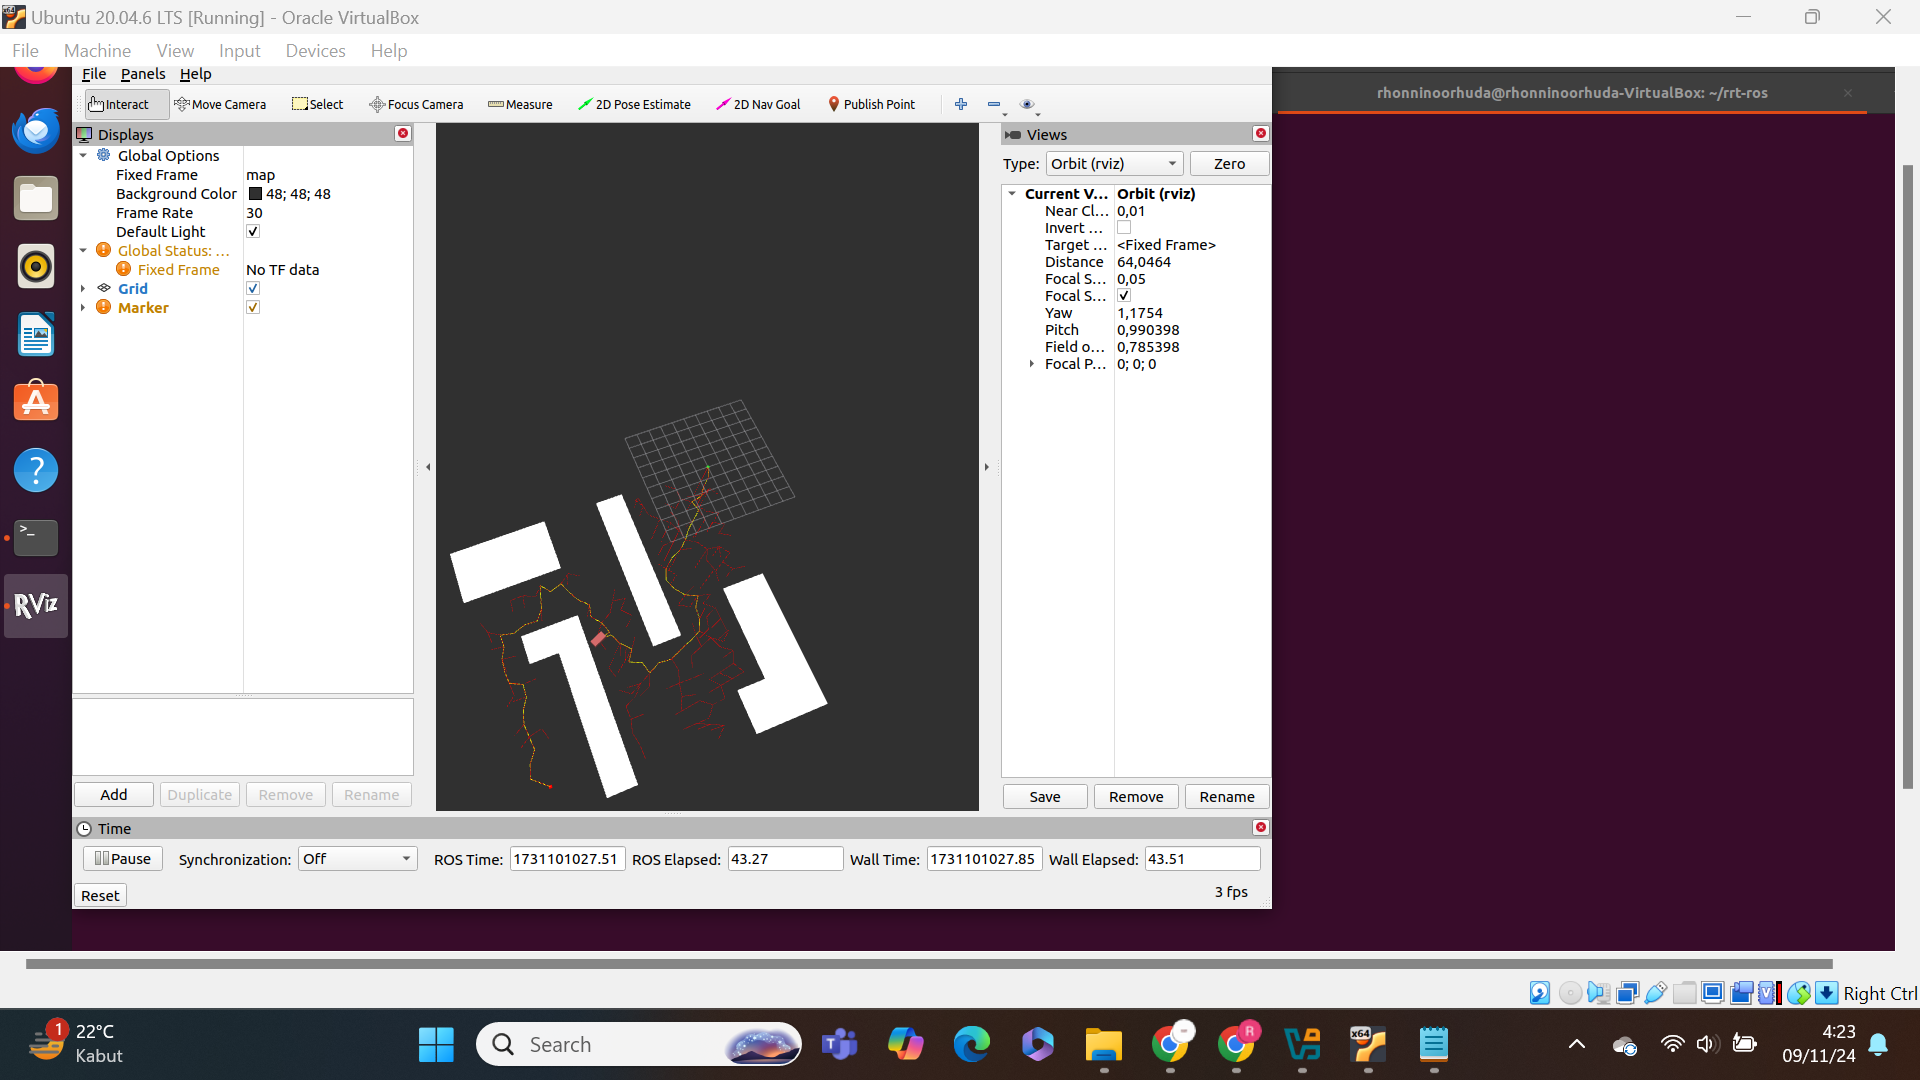 Ubuntu 20.04.6 LTS [Running] - Oracle VirtualBox
File Machine View Input Devices Help
File Panels Help
rhonninoorhuda@rhonninoorhuda-VirtualBox: ~/rrt-ros
Interact Move Camera Select Focus Camera Measure 2D Pose Estimate 2D Nav Goal Publish Point
Displays
Global Options
Fixed Frame map
Background Color 48; 48; 48
Frame Rate 30
Default Light
Global Status: ...
Fixed Frame No TF data
Grid
Marker
Add Duplicate Remove Rename
Views
Type: Orbit (rviz) Zero
Current V... Orbit (rviz)
Near Cl... 0,01
Invert ...
Target ... <Fixed Frame>
Distance 64,0464
Focal S... 0,05
Focal S...
Yaw 1,1754
Pitch 0,990398
Field o... 0,785398
Focal P... 0; 0; 0
Save Remove Rename
RViz
Time
Pause Synchronization: Off ROS Time: 1731101027.51 ROS Elapsed: 43.27 Wall Time: 1731101027.85 Wall Elapsed: 43.51
Reset 3 fps
Right Ctrl
1 22°C
Kabut
Search
R
x64
4:23
09/11/24